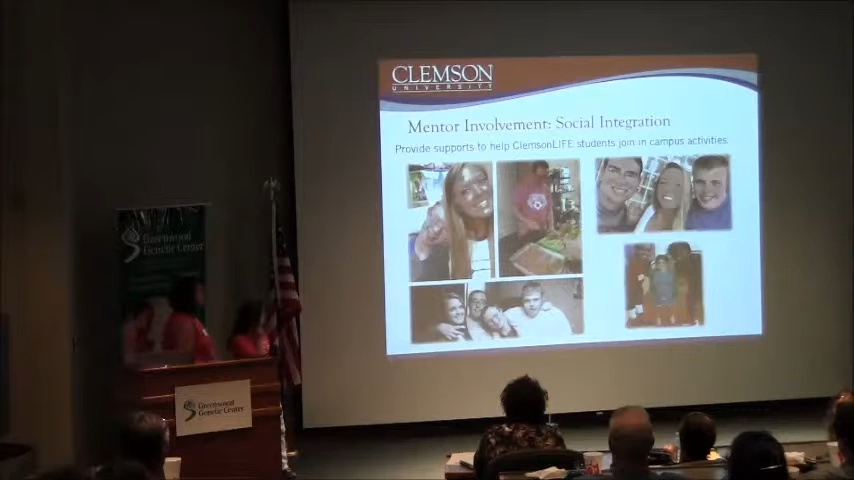 CLEMSON
UNIVERSITY
Mentor Involvement: Social Integration
Provide supports to help ClemsonLIFE students join in campus activities
Greenwood
Genetic Center
Greenwood
Genetic Center